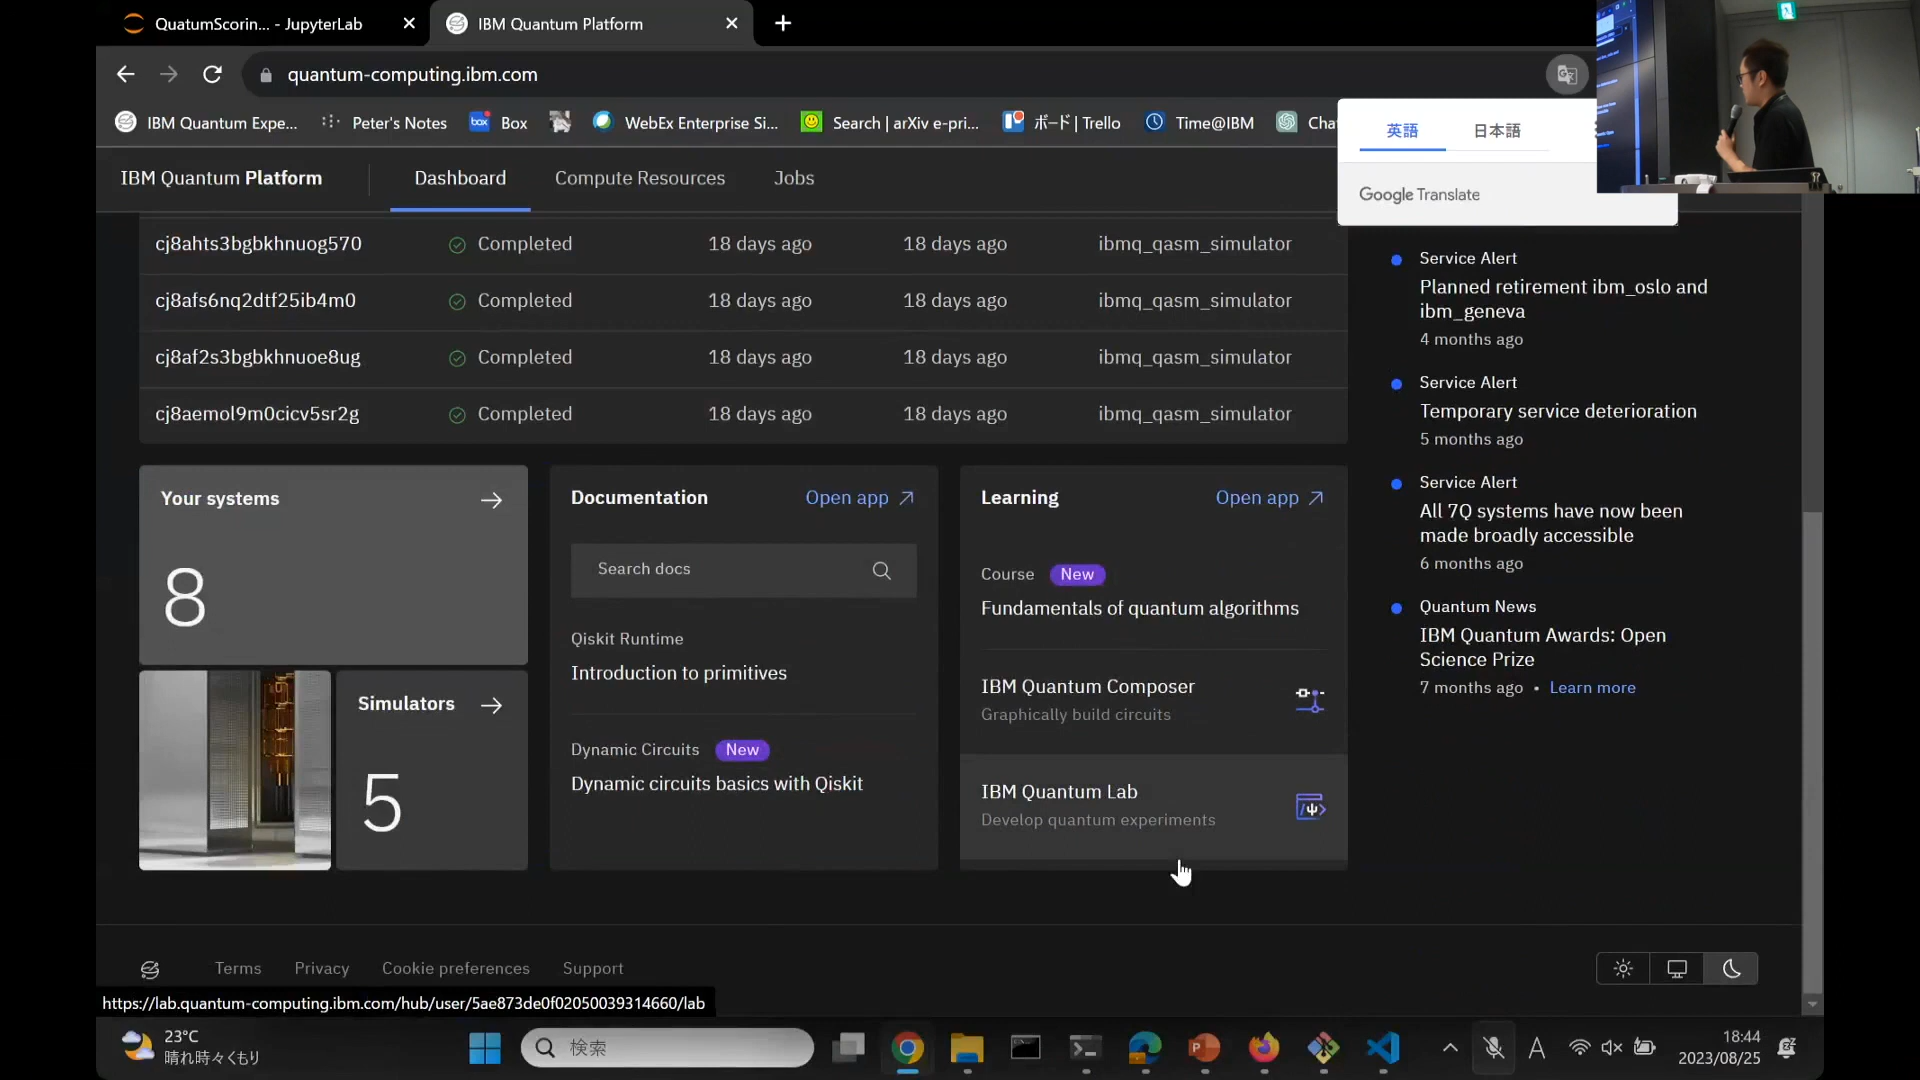 QuatumScorin... - JupyterLab
IBM Quantum Platform
quantum-computing.ibm.com
IBM Quantum Expe...
Peter's Notes
Box
WebEx Enterprise Si...
Search | arXiv e-pri...
ボード | Trello
Time@IBM
英語
日本語
Google Translate
IBM Quantum Platform
Dashboard
Compute Resources
Jobs
cj8ahts3bgbkhnuog570 Completed 18 days ago 18 days ago ibmq_qasm_simulator
cj8afs6nq2dtf25ib4m0 Completed 18 days ago 18 days ago ibmq_qasm_simulator
cj8af2s3bgbkhnuoe8ug Completed 18 days ago 18 days ago ibmq_qasm_simulator
cj8aemol9m0cicv5sr2g Completed 18 days ago 18 days ago ibmq_qasm_simulator
Your systems
8
Simulators
5
Documentation
Open app
Search docs
Qiskit Runtime
Introduction to primitives
Dynamic Circuits New
Dynamic circuits basics with Qiskit
Learning
Open app
Course New
Fundamentals of quantum algorithms
IBM Quantum Composer
Graphically build circuits
IBM Quantum Lab
Develop quantum experiments
Service Alert
Planned retirement ibm_oslo and
ibm_geneva
4 months ago
Service Alert
Temporary service deterioration
5 months ago
Service Alert
All 7Q systems have now been
made broadly accessible
6 months ago
Quantum News
IBM Quantum Awards: Open
Science Prize
7 months ago • Learn more
Terms
Privacy
Cookie preferences
Support
https://lab.quantum-computing.ibm.com/hub/user/5ae873de0f02050039314660/lab
23°C
晴れ時々くもり
検索
A
18:44
2023/08/25